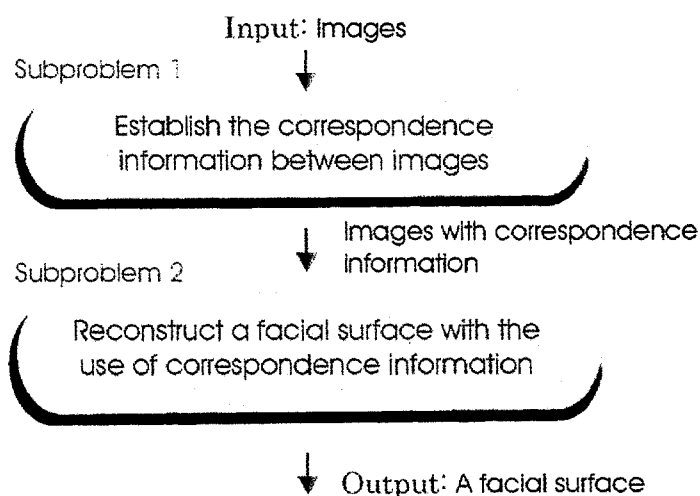 Input: Images
Subproblem 1
Establish the correspondence
information between images
Images with correspondence
information
Subproblem 2
Reconstruct a facial surface with the
use of correspondence information
Output: A facial surface